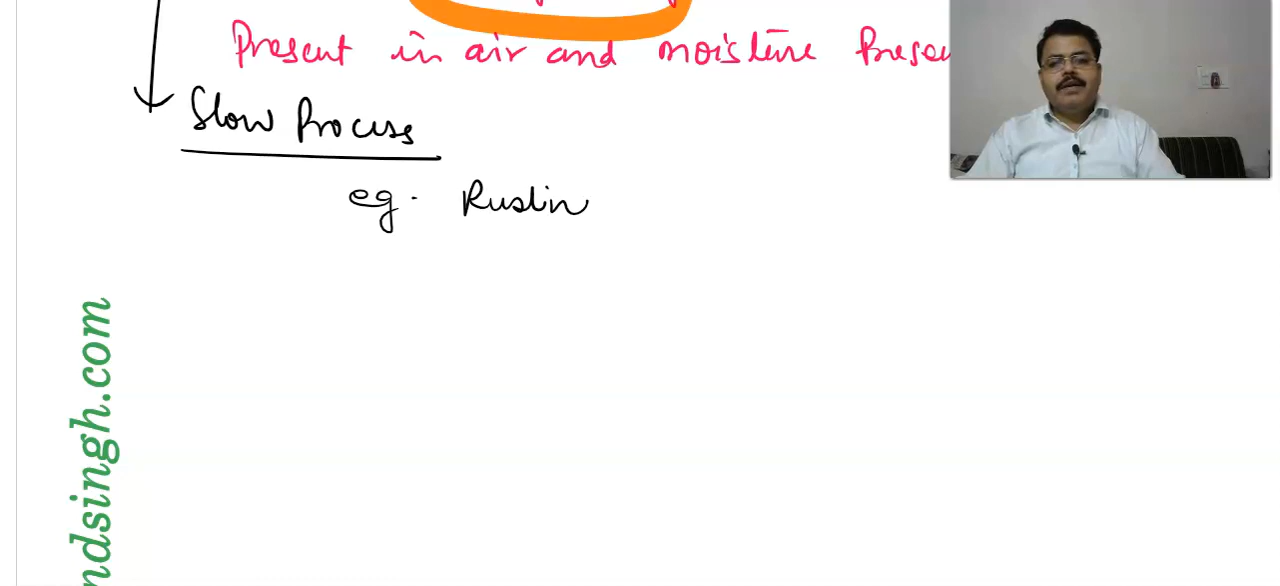 Present in air and moisture Presen
Slow Process
eg. Rustin
ndsingh.com